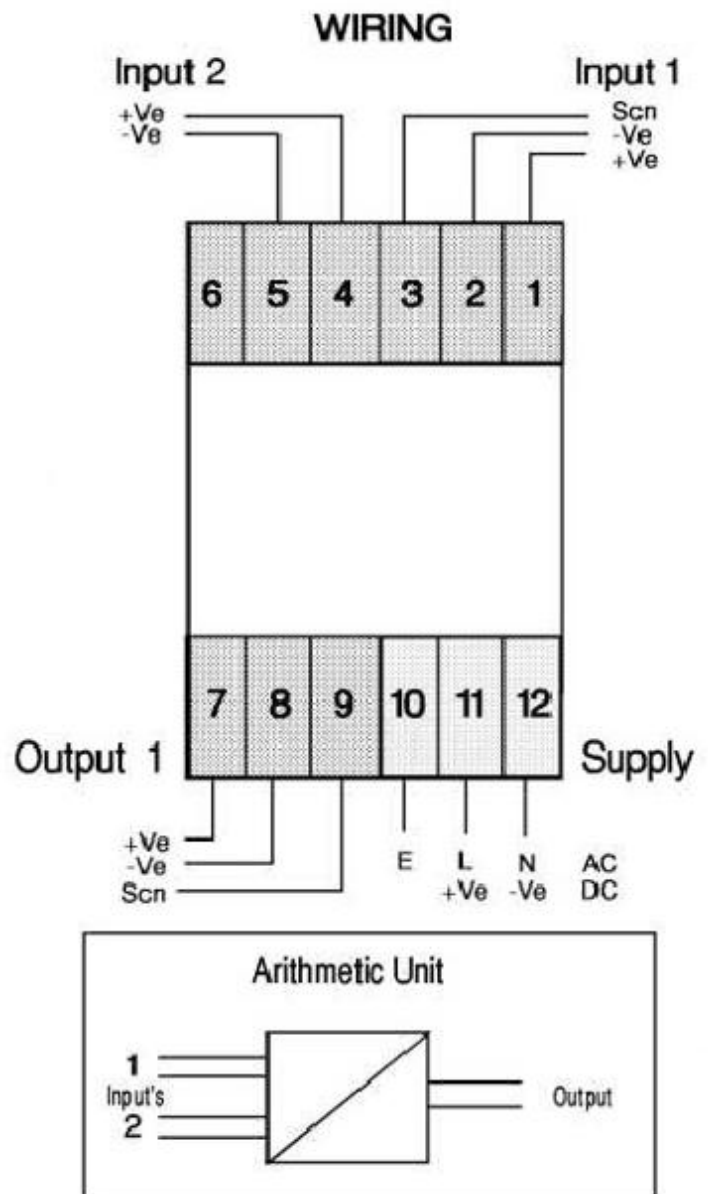 WIRING
Input 2 Input 1
+Ve Scn
-Ve -Ve
+Ve
6 5 4 3 2 1
7 8 9 10 11 12
Output 1 Supply
+Ve
-Ve E L N AC
Scn +Ve -Ve DC
Arithmetic Unit
1
Input's Output
2